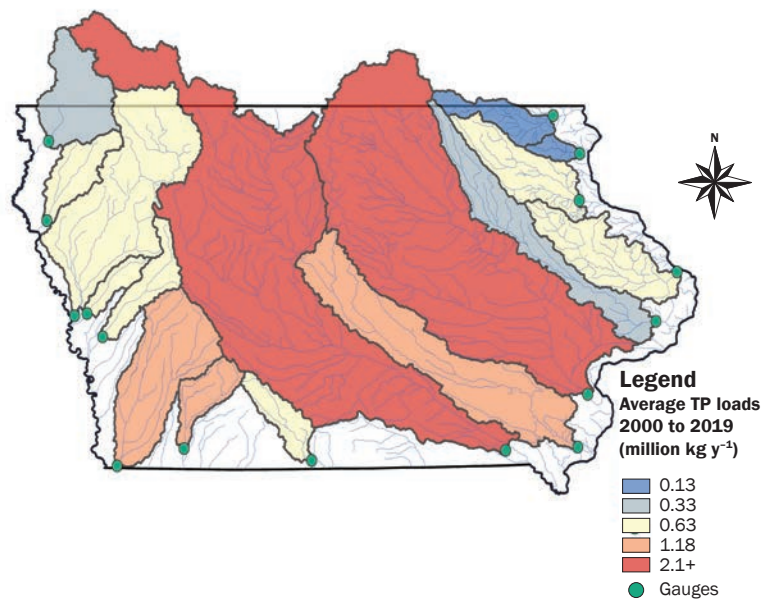 N
Legend
Average TP loads
2000 to 2019
(million kg y⁻¹)
0.13
0.33
0.63
1.18
2.1+
Gauges